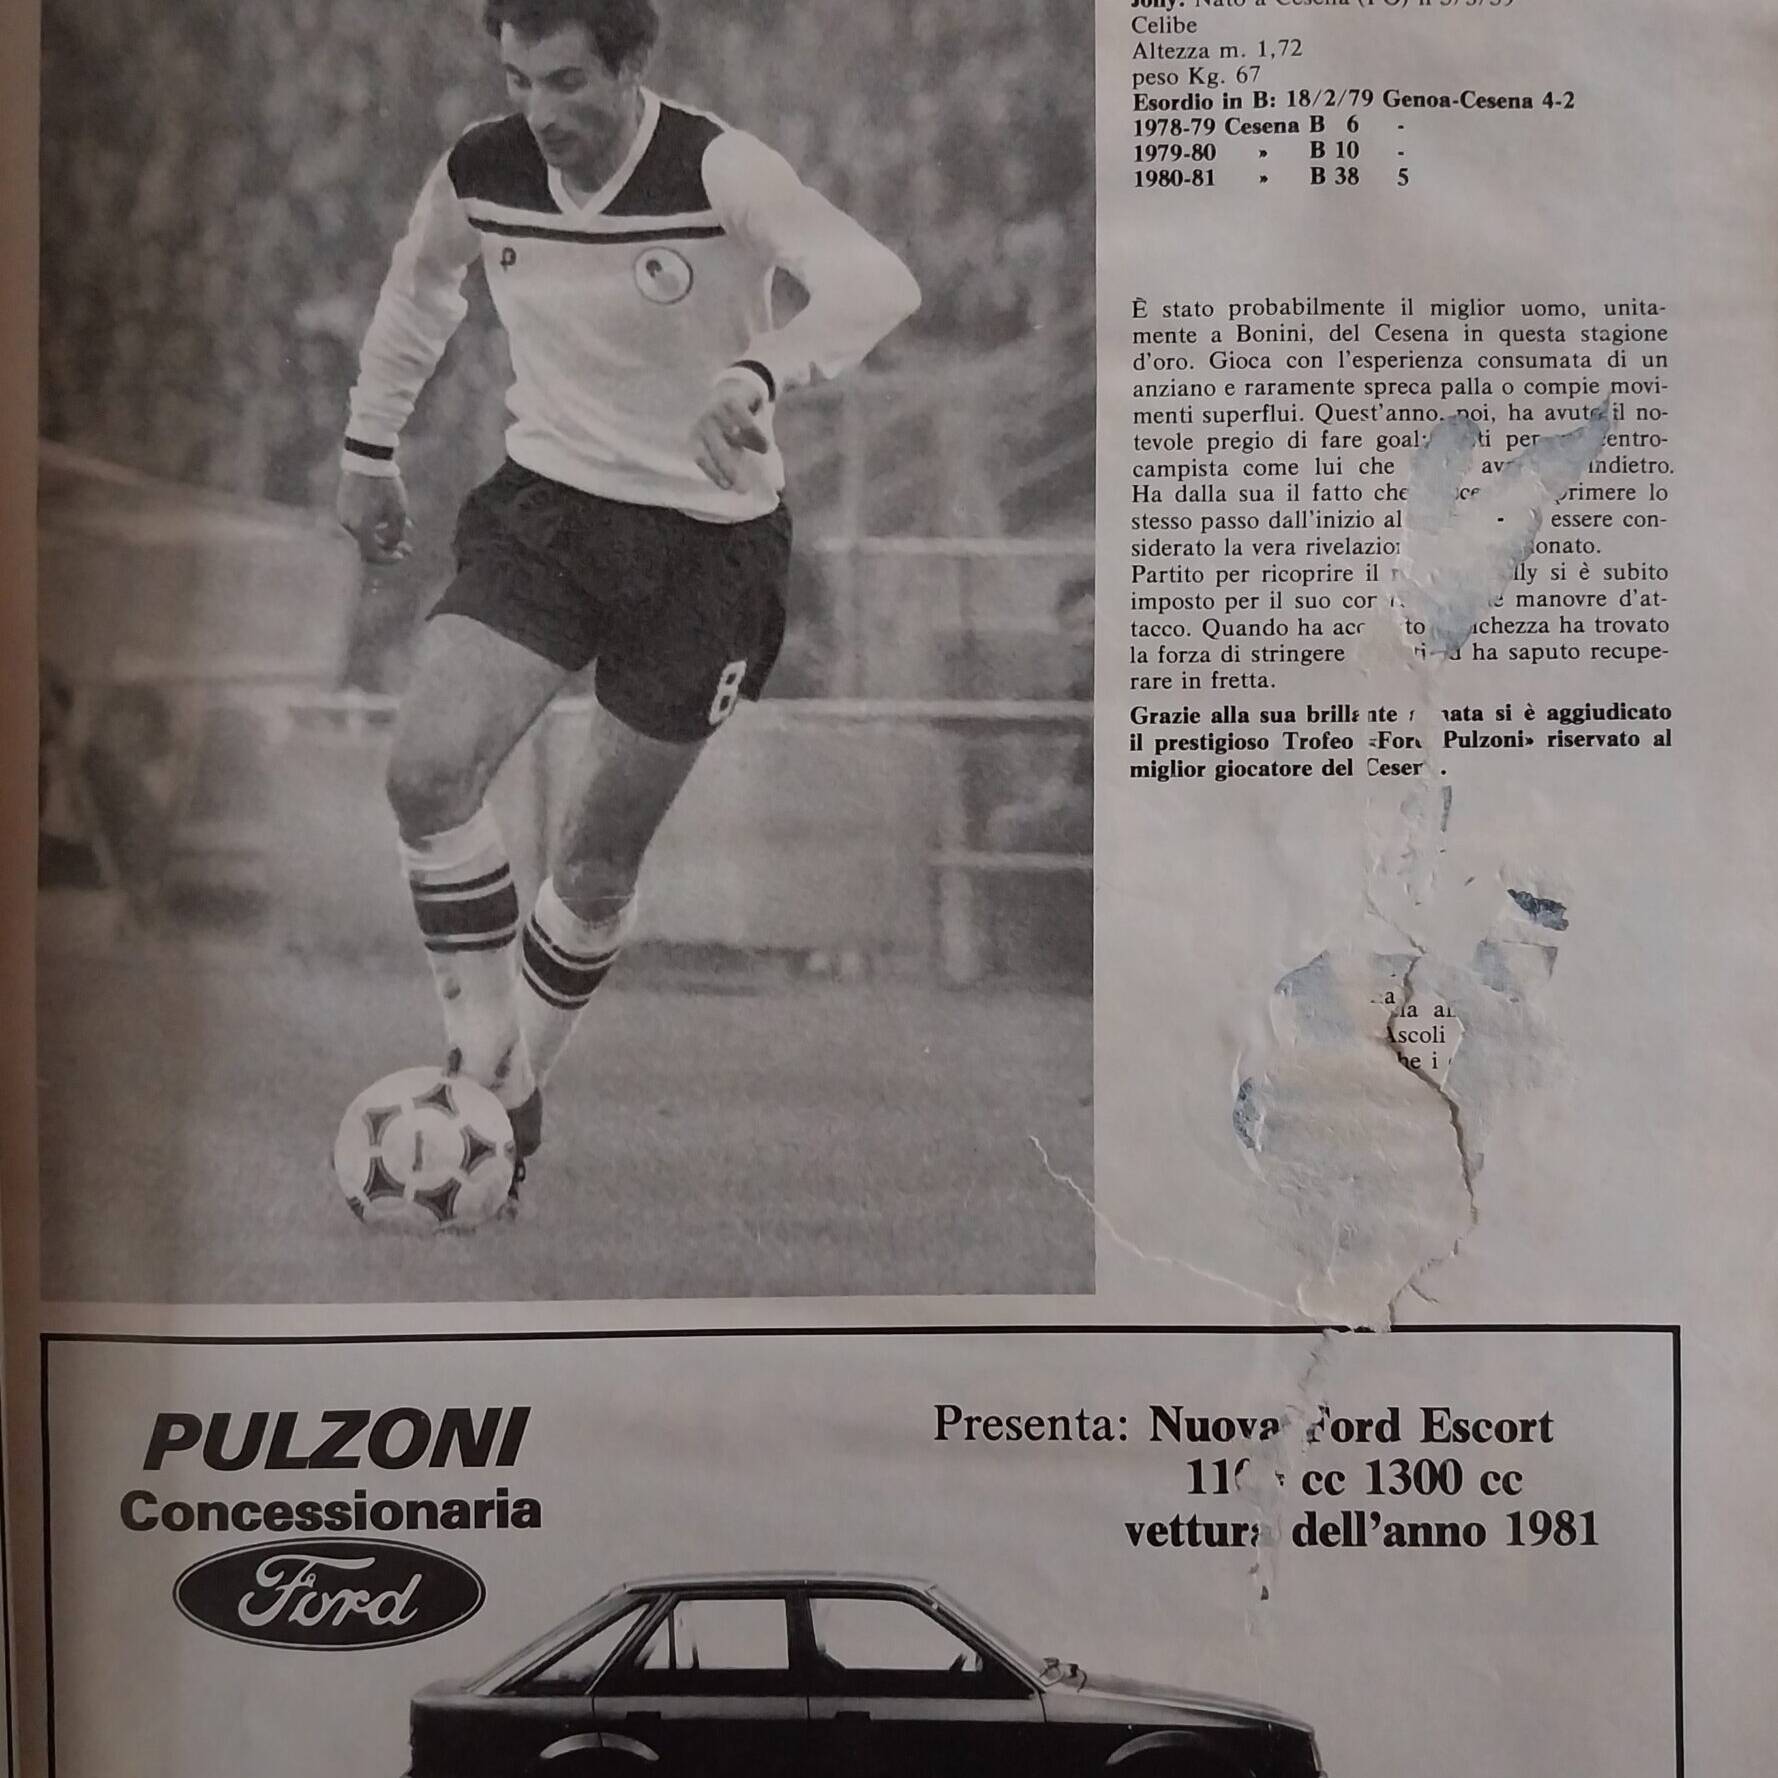 Celibe
Altezza m. 1,72
peso Kg. 67
Esordio in B: 18/2/79 Genoa-Cesena 4-2
1978-79 Cesena B 6 -
1979-80 » B 10 -
1980-81 » B 38 5
È stato probabilmente il miglior uomo, unita-
mente a Bonini, del Cesena in questa stagione
d'oro. Gioca con l'esperienza consumata di un
anziano e raramente spreca palla o compie movi-
menti superflui. Quest'anno, poi, ha avuto il no-
tevole pregio di fare goal: per
campista come lui che indietro.
Ha dalla sua il fatto che lo
stesso passo dall'inizio al essere con-
siderato la vera
Partito per ricoprire il si è subito
imposto per il suo manovre d'at-
tacco. Quando ha ha trovato
la forza di stringere ha saputo recupe-
rare in fretta.
Grazie alla sua brillante si è aggiudicato
il prestigioso Trofeo «Ford Pulzoni» riservato al
miglior giocatore del Cesena.
Ascoli
8
PULZONI
Concessionaria
Ford
Presenta: Nuova Ford Escort
cc 1300 cc
vettura dell'anno 1981